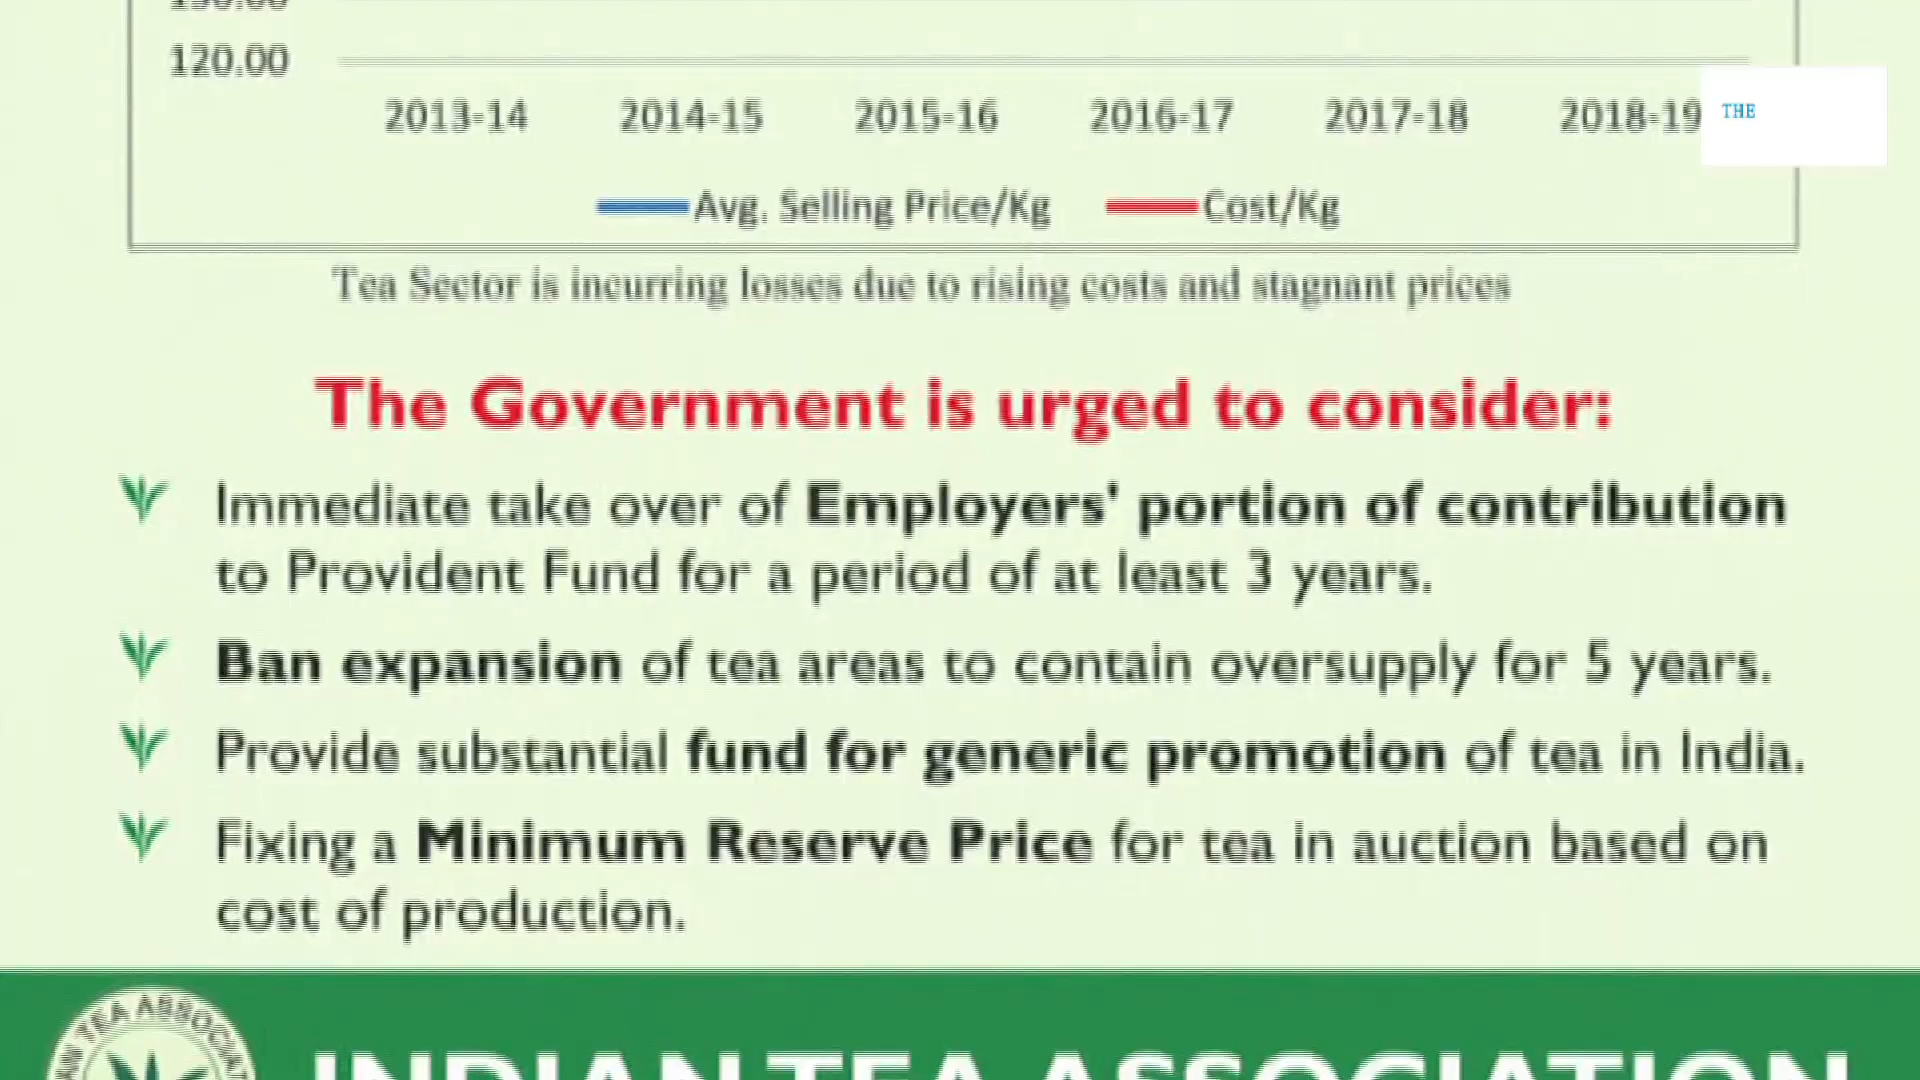 120.00
2013-14 2014-15 2015-16 2016-17 2017-18 2018-19
THE
Avg. Selling Price/Kg Cost/Kg
Tea Sector is incurring losses due to rising costs and stagnant prices
The Government is urged to consider:
Immediate take over of Employers' portion of contribution
to Provident Fund for a period of at least 3 years.
Ban expansion of tea areas to contain oversupply for 5 years.
Provide substantial fund for generic promotion of tea in India.
Fixing a Minimum Reserve Price for tea in auction based on
cost of production.
INDIAN TEA ASSOCIATION